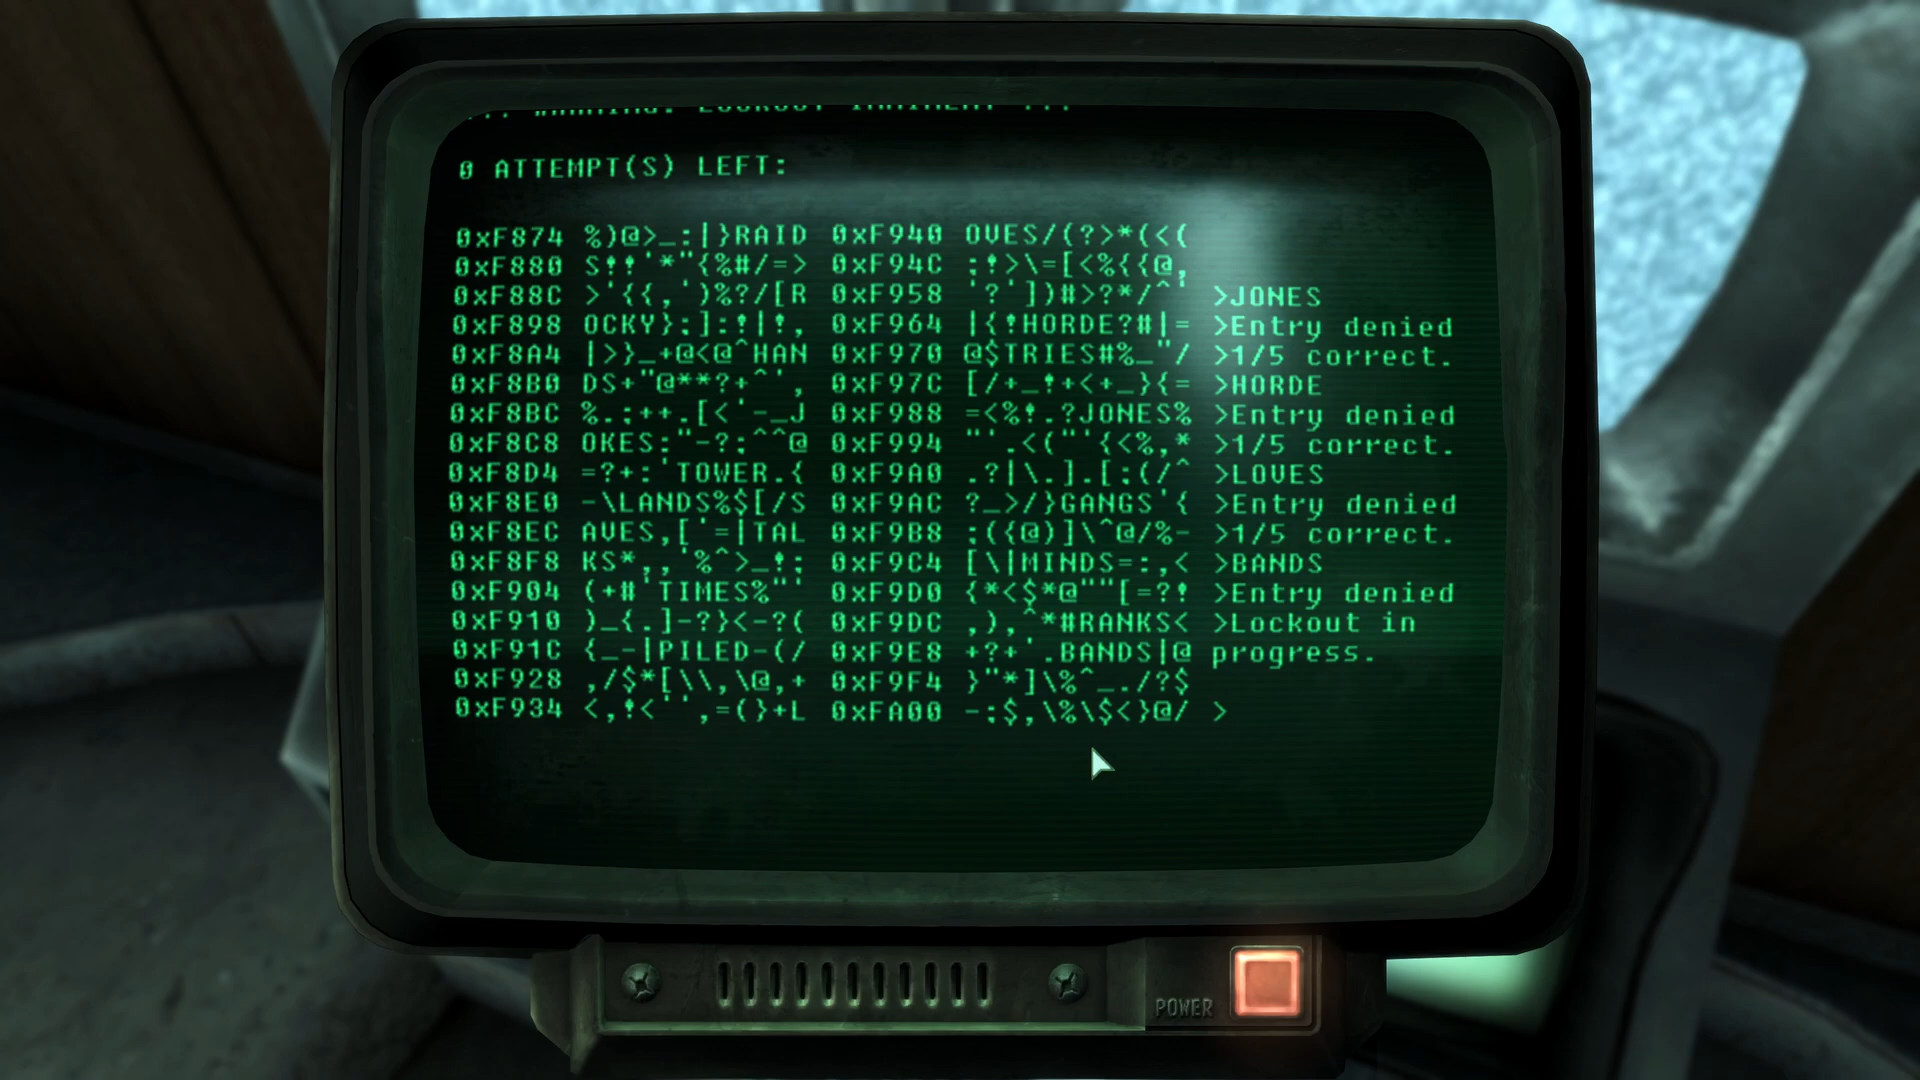 0 ATTEMPT(S) LEFT:
0xF874 %)@>_:|}RAID 0xF940 OVES/(?>*(<(
0xF880 S!!'*"{%#/=> 0xF94C ;!>\=[<%{{@,
0xF88C >'{{,')%?/[R 0xF958 '?'])#>?*/^' >JONES
0xF898 OCKY};]:!|!, 0xF964 |{!HORDE?#|= >Entry denied
0xF8A4 |>}_+@<@^HAN 0xF970 @$TRIES#%_"/ >1/5 correct.
0xF8B0 DS+"@**?+^', 0xF97C [/+_!+<+_}{= >HORDE
0xF8BC %.;++.[<'-_J 0xF988 =<%!.?JONES% >Entry denied
0xF8C8 OKES:"-?;^^@ 0xF994 "'.<("'{<%,* >1/5 correct.
0xF8D4 =?+:'TOWER.{ 0xF9A0 .?|\.].[;(/^ >LOVES
0xF8E0 -\LANDS%$[/S 0xF9AC ?_>/}GANGS'{ >Entry denied
0xF8EC AVES,['=|TAL 0xF9B8 ;({@)]\^@/%- >1/5 correct.
0xF8F8 KS*,,'%^>_!; 0xF9C4 [\|MINDS=:,< >BANDS
0xF904 (+#'TIMES%"' 0xF9D0 {*<$*@""[=?! >Entry denied
0xF910 )_{.]-?}<-?( 0xF9DC ,),^*#RANKS< >Lockout in
0xF91C {_-|PILED-(/ 0xF9E8 +?+'.BANDS|@ progress.
0xF928 ,/$*[\\,\@,+ 0xF9F4 }"*]\%^_./?$
0xF934 <,!<'',=(}+L 0xFA00 -;$,\%\$<}@/ >
POWER